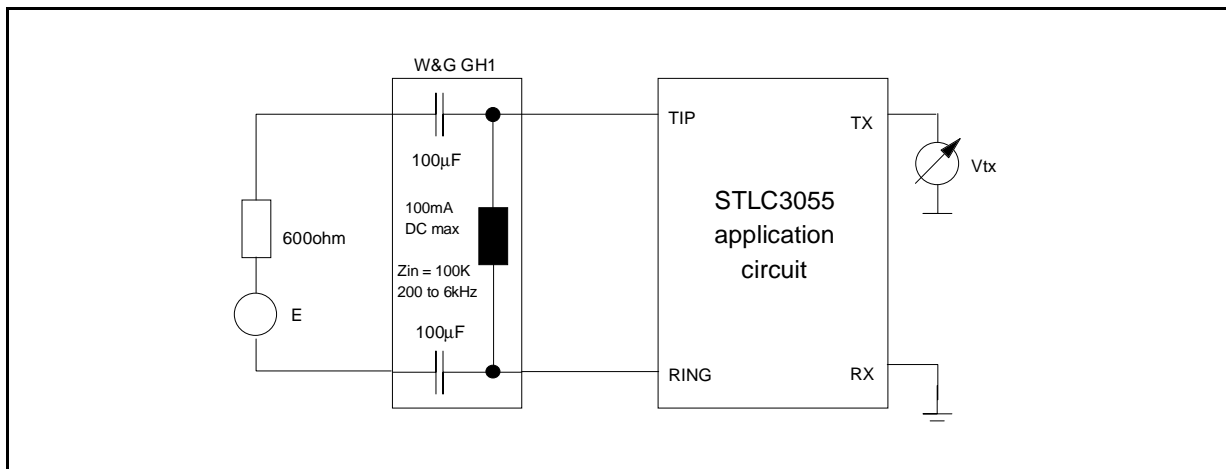 W&G GH1
100µF
100mA
DC max
Zin = 100K
200 to 6kHz
100µF
600ohm
E
TIP
RING
STLC3055
application
circuit
TX
RX
Vtx